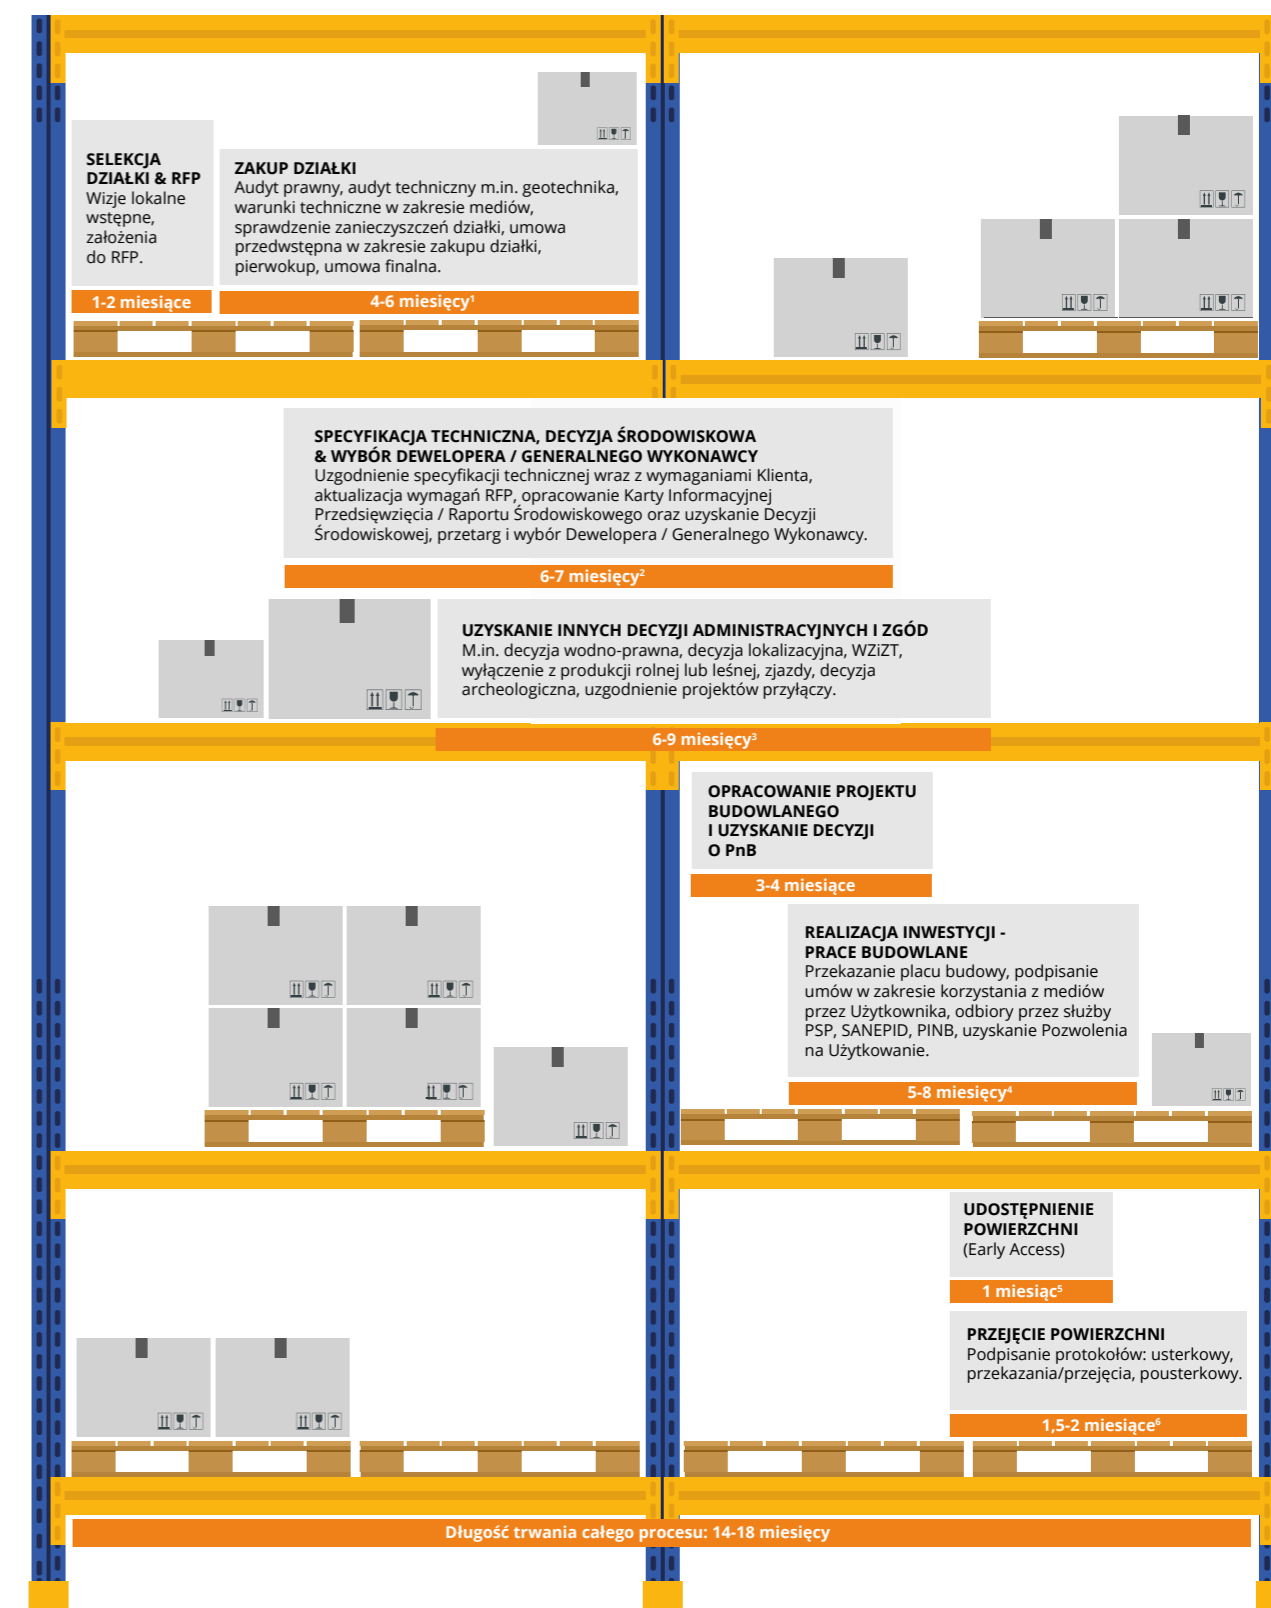 SELEKCJA
DZIAŁKI & RFP
Wizje lokalne
wstępne,
założenia
do RFP.
1-2 miesiące
ZAKUP DZIAŁKI
Audyt prawny, audyt techniczny m.in. geotechnika,
warunki techniczne w zakresie mediów,
sprawdzenie zanieczyszczeń działki, umowa
przedwstępna w zakresie zakupu działki,
pierwokup, umowa finalna.
4-6 miesięcy¹
SPECYFIKACJA TECHNICZNA, DECYZJA ŚRODOWISKOWA
& WYBÓR DEWELOPERA / GENERALNEGO WYKONAWCY
Uzgodnienie specyfikacji technicznej wraz z wymaganiami Klienta,
aktualizacja wymagań RFP, opracowanie Karty Informacyjnej
Przedsięwzięcia / Raportu Środowiskowego oraz uzyskanie Decyzji
Środowiskowej, przetarg i wybór Dewelopera / Generalnego Wykonawcy.
6-7 miesięcy²
UZYSKANIE INNYCH DECYZJI ADMINISTRACYJNYCH I ZGÓD
M.in. decyzja wodno-prawna, decyzja lokalizacyjna, WZiZT,
wyłączenie z produkcji rolnej lub leśnej, zjazdy, decyzja
archeologiczna, uzgodnienie projektów przyłączy.
6-9 miesięcy³
OPRACOWANIE PROJEKTU
BUDOWLANEGO
I UZYSKANIE DECYZJI
O PnB
3-4 miesiące
REALIZACJA INWESTYCJI -
PRACE BUDOWLANE
Przekazanie placu budowy, podpisanie
umów w zakresie korzystania z mediów
przez Użytkownika, odbiory przez służby
PSP, SANEPID, PINB, uzyskanie Pozwolenia
na Użytkowanie.
5-8 miesięcy⁴
UDOSTĘPNIENIE
POWIERZCHNI
(Early Access)
1 miesiąc⁵
PRZEJĘCIE POWIERZCHNI
Podpisanie protokołów: usterkowy,
przekazania/przejęcia, pousterkowy.
1,5-2 miesiące⁶
Długość trwania całego procesu: 14-18 miesięcy